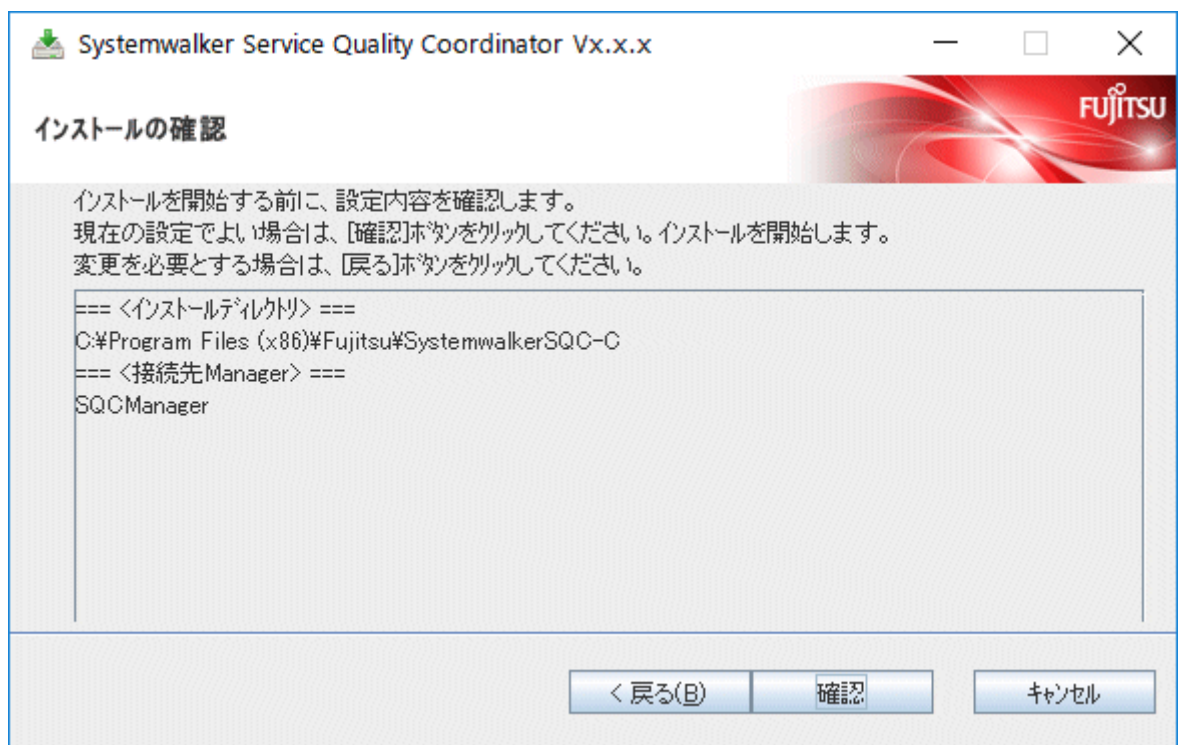 Systemwalker Service Quality Coordinator Vx.x.x
FUJITSU
インストールの確認
インストールを開始する前に、設定内容を確認します。
現在の設定でよい場合は、[確認]ボタンをクリックしてください。インストールを開始します。
変更を必要とする場合は、[戻る]ボタンをクリックしてください。
=== <インストールディレクトリ> ===
C:¥Program Files (x86)¥Fujitsu¥SystemwalkerSQC-C
=== <接続先Manager> ===
SQCManager
< 戻る(B) 確認 キャンセル